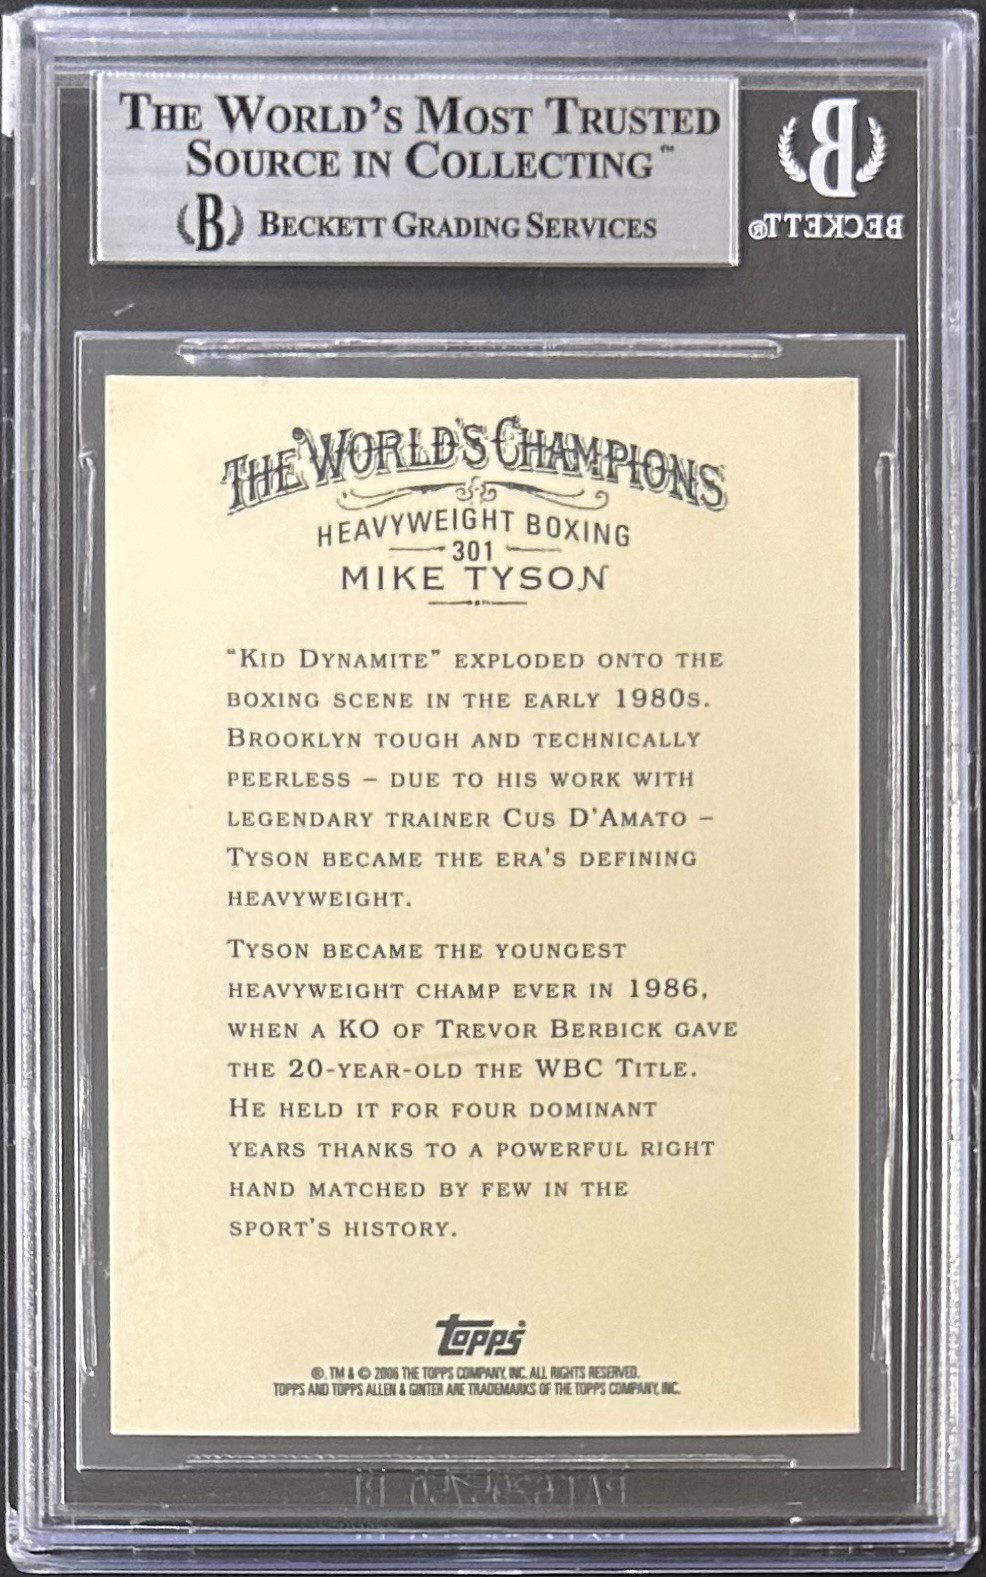 THE WORLD'S MOST TRUSTED
SOURCE IN COLLECTING™
B BECKETT GRADING SERVICES
B
BECKETT®
THE WORLD'S CHAMPIONS
HEAVYWEIGHT BOXING
301
MIKE TYSON
"KID DYNAMITE" EXPLODED ONTO THE
BOXING SCENE IN THE EARLY 1980S.
BROOKLYN TOUGH AND TECHNICALLY
PEERLESS – DUE TO HIS WORK WITH
LEGENDARY TRAINER CUS D'AMATO –
TYSON BECAME THE ERA'S DEFINING
HEAVYWEIGHT.
TYSON BECAME THE YOUNGEST
HEAVYWEIGHT CHAMP EVER IN 1986,
WHEN A KO OF TREVOR BERBICK GAVE
THE 20-YEAR-OLD THE WBC TITLE.
HE HELD IT FOR FOUR DOMINANT
YEARS THANKS TO A POWERFUL RIGHT
HAND MATCHED BY FEW IN THE
SPORT'S HISTORY.
Topps®
®, TM & © 2006 THE TOPPS COMPANY, INC. ALL RIGHTS RESERVED.
TOPPS AND TOPPS ALLEN & GINTER ARE TRADEMARKS OF THE TOPPS COMPANY, INC.